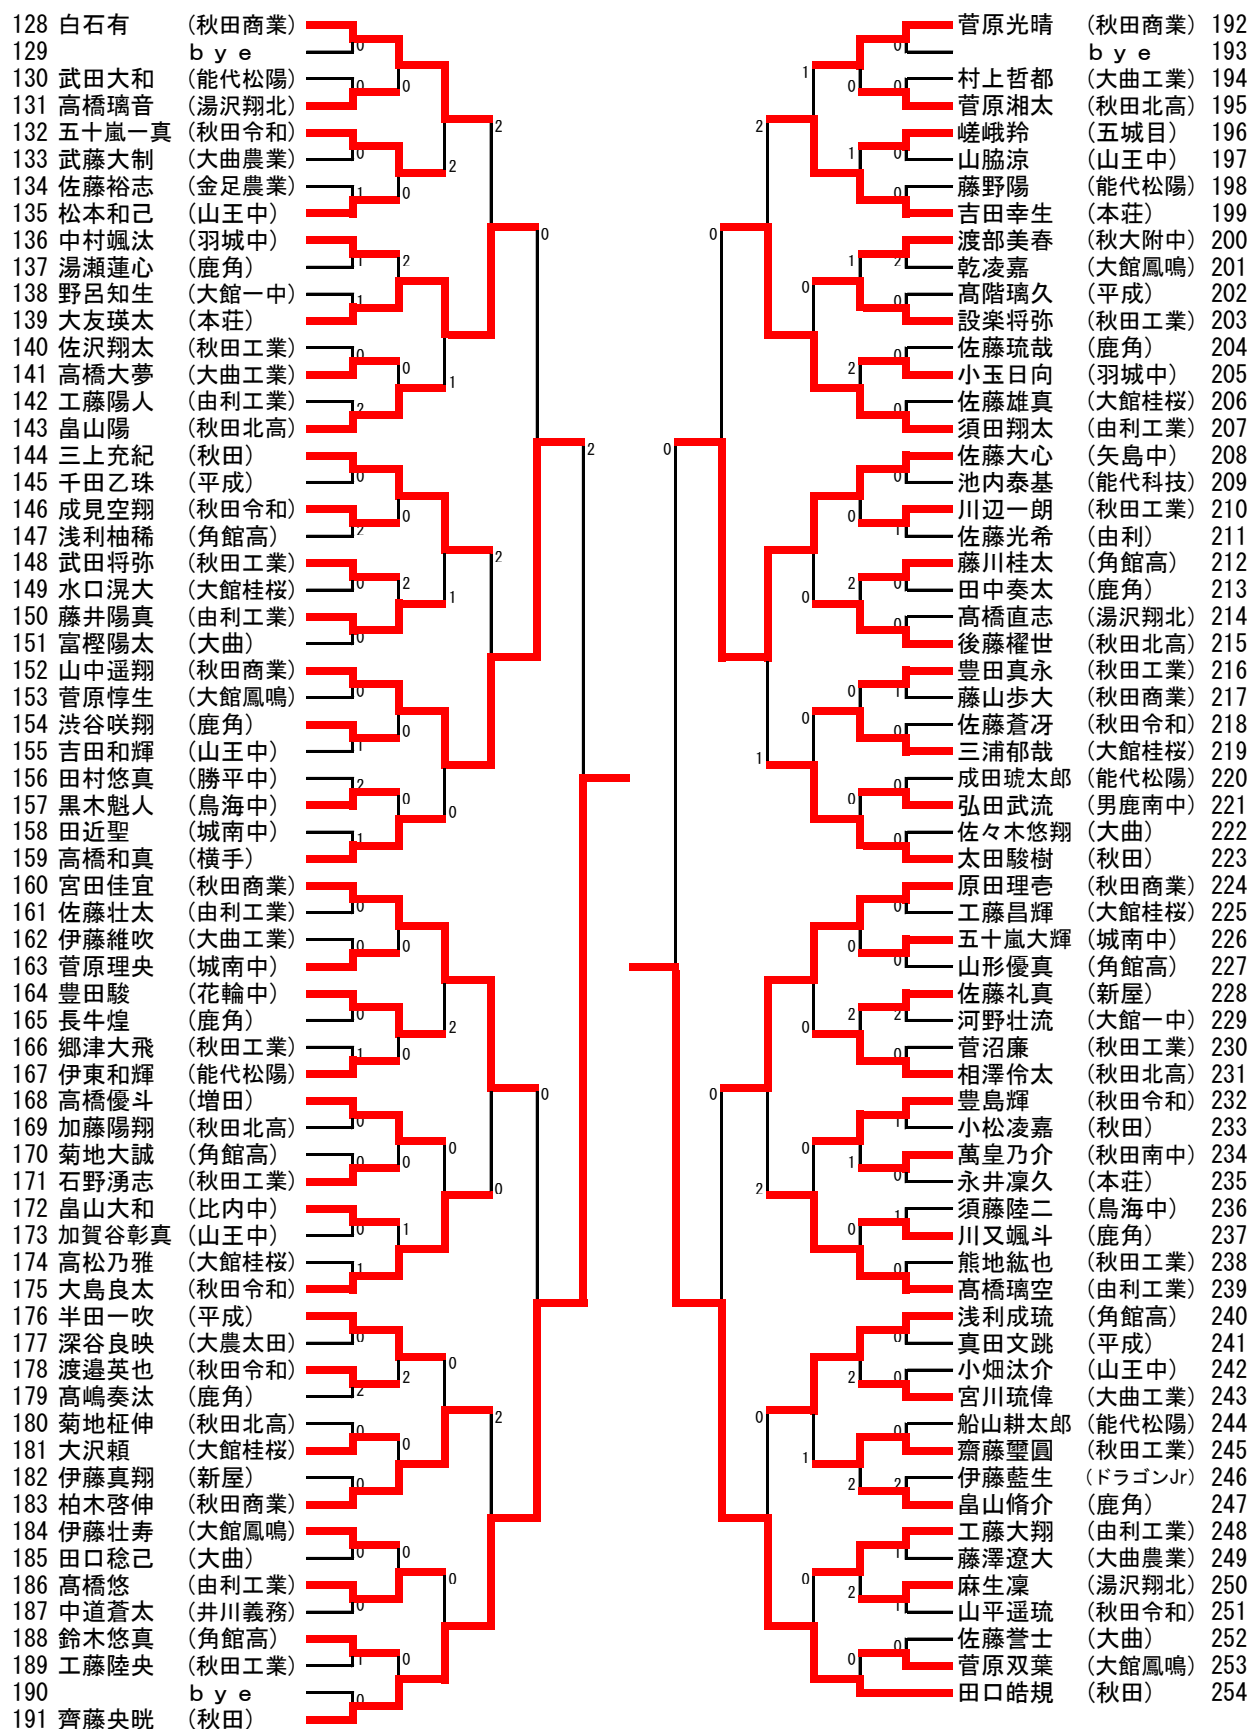 128 白石有 (秋田商業)
129 ｂｙｅ
130 武田大和 (能代松陽)
131 高橋璃音 (湯沢翔北)
132 五十嵐一真 (秋田令和)
133 武藤大制 (大曲農業)
134 佐藤裕志 (金足農業)
135 松本和己 (山王中)
136 中村颯汰 (羽城中)
137 湯瀬蓮心 (鹿角)
138 野呂知生 (大館一中)
139 大友瑛太 (本荘)
140 佐沢翔太 (秋田工業)
141 高橋大夢 (大曲工業)
142 工藤陽人 (由利工業)
143 畠山陽 (秋田北高)
144 三上充紀 (秋田)
145 千田乙珠 (平成)
146 成見空翔 (秋田令和)
147 浅利柚稀 (角館高)
148 武田将弥 (秋田工業)
149 水口滉大 (大館桂桜)
150 藤井陽真 (由利工業)
151 富樫陽太 (大曲)
152 山中遥翔 (秋田商業)
153 菅原惇生 (大館鳳鳴)
154 渋谷咲翔 (鹿角)
155 吉田和輝 (山王中)
156 田村悠真 (勝平中)
157 黒木魁人 (鳥海中)
158 田近聖 (城南中)
159 高橋和真 (横手)
160 宮田佳宜 (秋田商業)
161 佐藤壮太 (由利工業)
162 伊藤維吹 (大曲工業)
163 菅原理央 (城南中)
164 豊田駿 (花輪中)
165 長牛煌 (鹿角)
166 郷津大飛 (秋田工業)
167 伊東和輝 (能代松陽)
168 高橋優斗 (増田)
169 加藤陽翔 (秋田北高)
170 菊地大誠 (角館高)
171 石野湧志 (秋田工業)
172 畠山大和 (比内中)
173 加賀谷彰真 (山王中)
174 高松乃雅 (大館桂桜)
175 大島良太 (秋田令和)
176 半田一吹 (平成)
177 深谷良映 (大農太田)
178 渡邉英也 (秋田令和)
179 髙嶋奏汰 (鹿角)
180 菊地柾伸 (秋田北高)
181 大沢頼 (大館桂桜)
182 伊藤真翔 (新屋)
183 柏木啓伸 (秋田商業)
184 伊藤壮寿 (大館鳳鳴)
185 田口稔己 (大曲)
186 髙橋悠 (由利工業)
187 中道蒼太 (井川義務)
188 鈴木悠真 (角館高)
189 工藤陸央 (秋田工業)
190 ｂｙｅ
191 齊藤央晄 (秋田)
菅原光晴 (秋田商業) 192
ｂｙｅ 193
村上哲都 (大曲工業) 194
菅原湘太 (秋田北高) 195
嵯峨羚 (五城目) 196
山脇涼 (山王中) 197
藤野陽 (能代松陽) 198
吉田幸生 (本荘) 199
渡部美春 (秋大附中) 200
乾凌嘉 (大館鳳鳴) 201
髙階璃久 (平成) 202
設楽将弥 (秋田工業) 203
佐藤琉哉 (鹿角) 204
小玉日向 (羽城中) 205
佐藤雄真 (大館桂桜) 206
須田翔太 (由利工業) 207
佐藤大心 (矢島中) 208
池内泰基 (能代科技) 209
川辺一朗 (秋田工業) 210
佐藤光希 (由利) 211
藤川桂太 (角館高) 212
田中奏太 (鹿角) 213
髙橋直志 (湯沢翔北) 214
後藤櫂世 (秋田北高) 215
豊田真永 (秋田工業) 216
藤山歩大 (秋田商業) 217
佐藤蒼冴 (秋田令和) 218
三浦郁哉 (大館桂桜) 219
成田琥太郎 (能代松陽) 220
弘田武流 (男鹿南中) 221
佐々木悠翔 (大曲) 222
太田駿樹 (秋田) 223
原田理壱 (秋田商業) 224
工藤昌輝 (大館桂桜) 225
五十嵐大輝 (城南中) 226
山形優真 (角館高) 227
佐藤礼真 (新屋) 228
河野壮流 (大館一中) 229
菅沼廉 (秋田工業) 230
相澤伶太 (秋田北高) 231
豊島輝 (秋田令和) 232
小松凌嘉 (秋田) 233
萬皇乃介 (秋田南中) 234
永井凜久 (本荘) 235
須藤陸二 (鳥海中) 236
川又颯斗 (鹿角) 237
熊地紘也 (秋田工業) 238
髙橋璃空 (由利工業) 239
浅利成琉 (角館高) 240
真田文跳 (平成) 241
小畑汰介 (山王中) 242
宮川琉偉 (大曲工業) 243
船山耕太郎 (能代松陽) 244
齋藤璽圓 (秋田工業) 245
伊藤藍生 (ドラゴンJr) 246
畠山脩介 (鹿角) 247
工藤大翔 (由利工業) 248
藤澤遼大 (大曲農業) 249
麻生凜 (湯沢翔北) 250
山平遥琉 (秋田令和) 251
佐藤誉士 (大曲) 252
菅原双葉 (大館鳳鳴) 253
田口皓規 (秋田) 254